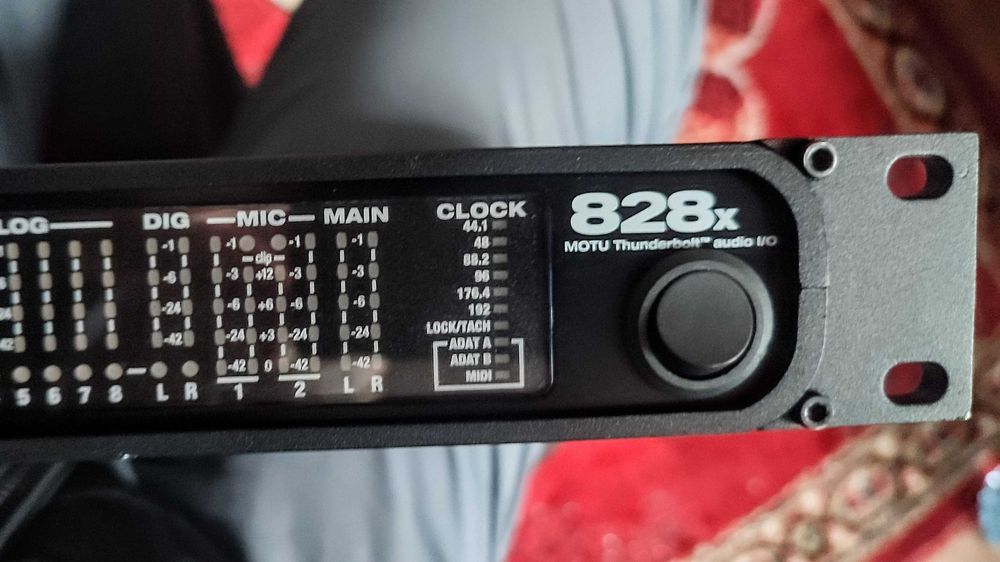 LOG
DIG
MIC
MAIN
CLOCK
828x
MOTU Thunderbolt™ audio I/O
-1 -1 -1 -1
clip
-6 -3 +12 -3 -3
-6 +6 -6 -6
-24 -24 +3 -24 -24
-42 -42 0 -42 -42
44.1
48
88.2
96
176.4
192
LOCK/TACH
ADAT A
ADAT B
MIDI
5 6 7 8 L R 1 2 L R